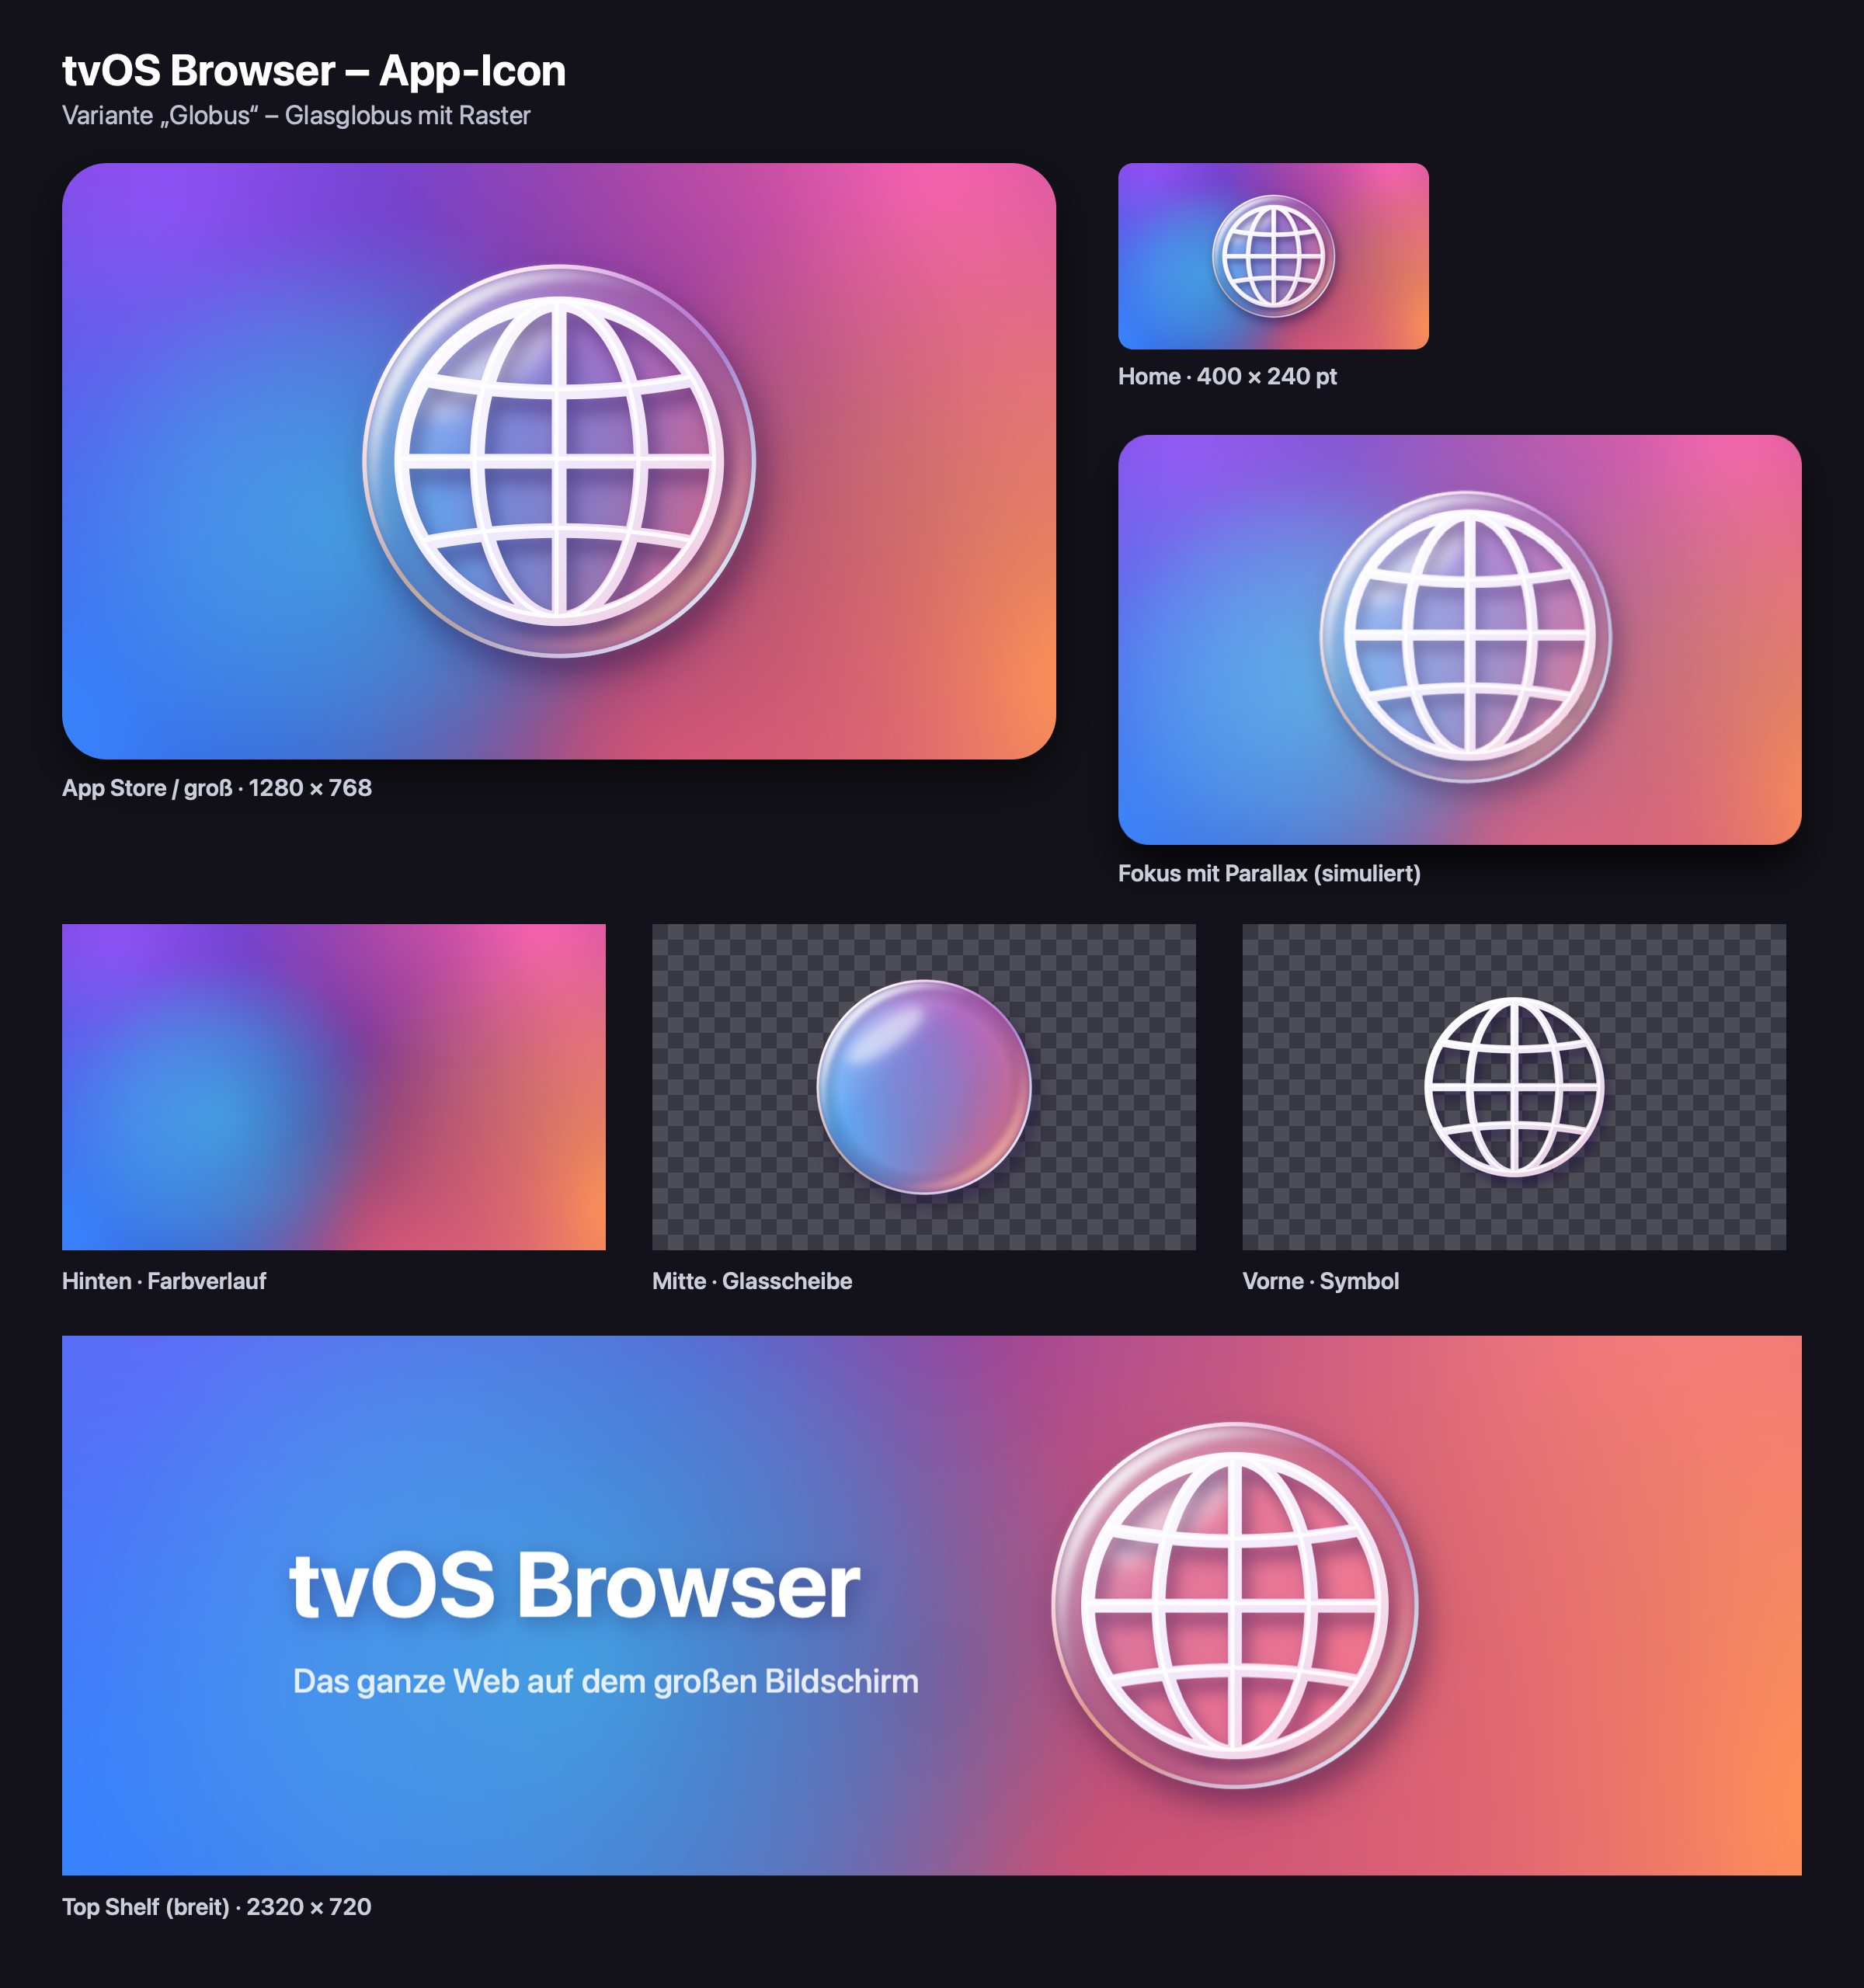 tvOS Browser – App-Icon
Variante „Globus“ – Glasglobus mit Raster
Home · 400 × 240 pt
App Store / groß · 1280 × 768
Fokus mit Parallax (simuliert)
Hinten · Farbverlauf
Mitte · Glasscheibe
Vorne · Symbol
tvOS Browser
Das ganze Web auf dem großen Bildschirm
Top Shelf (breit) · 2320 × 720